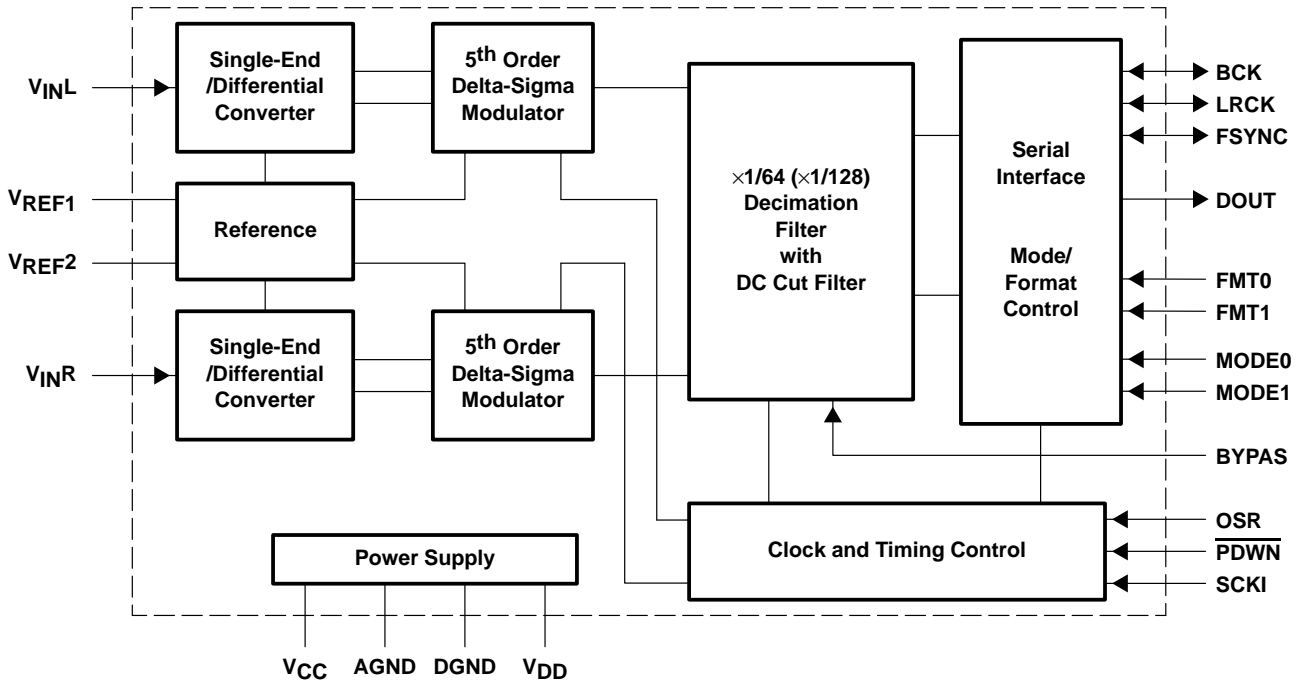 Single-End
/Differential
Converter
5th Order
Delta-Sigma
Modulator
VINL
VREF1
VREF2
Reference
Single-End
/Differential
Converter
5th Order
Delta-Sigma
Modulator
VINR
×1/64 (×1/128)
Decimation
Filter
with
DC Cut Filter
Serial
Interface
Mode/
Format
Control
BCK
LRCK
FSYNC
DOUT
FMT0
FMT1
MODE0
MODE1
BYPAS
OSR
PDWN
SCKI
Clock and Timing Control
Power Supply
VCC
AGND
DGND
VDD